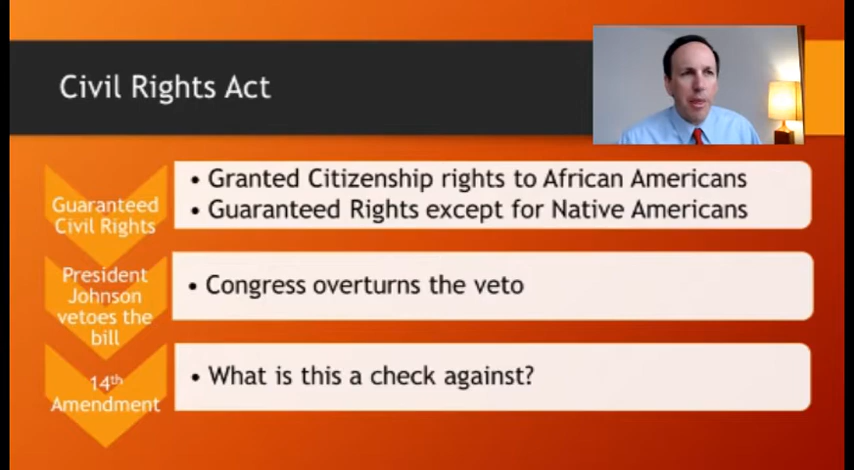 Civil Rights Act
Guaranteed
Civil Rights
• Granted Citizenship rights to African Americans
• Guaranteed Rights except for Native Americans
President
Johnson
vetoes the
bill
• Congress overturns the veto
14th
Amendment
• What is this a check against?